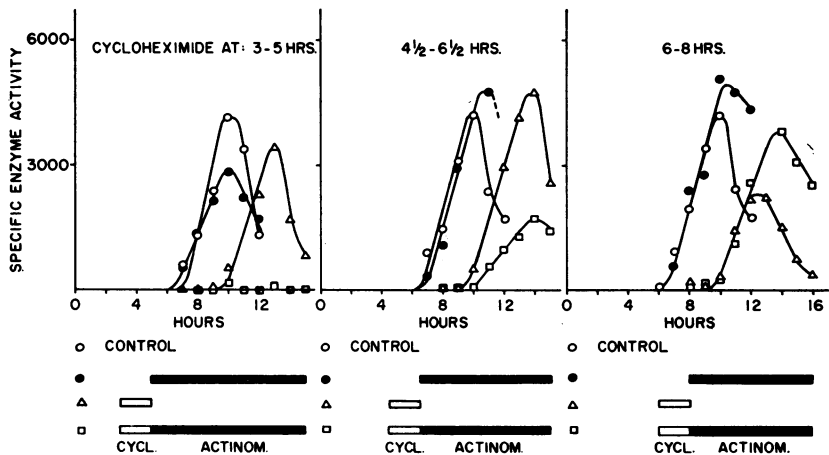 6000
CYCLOHEXIMIDE AT: 3-5 HRS.
4½-6½ HRS.
6-8 HRS.
3000
SPECIFIC ENZYME ACTIVITY
0 4 8 12 0 4 8 12 0 4 8 12 16
HOURS HOURS HOURS
CONTROL CONTROL CONTROL
CYCL. ACTINOM. CYCL. ACTINOM. CYCL. ACTINOM.